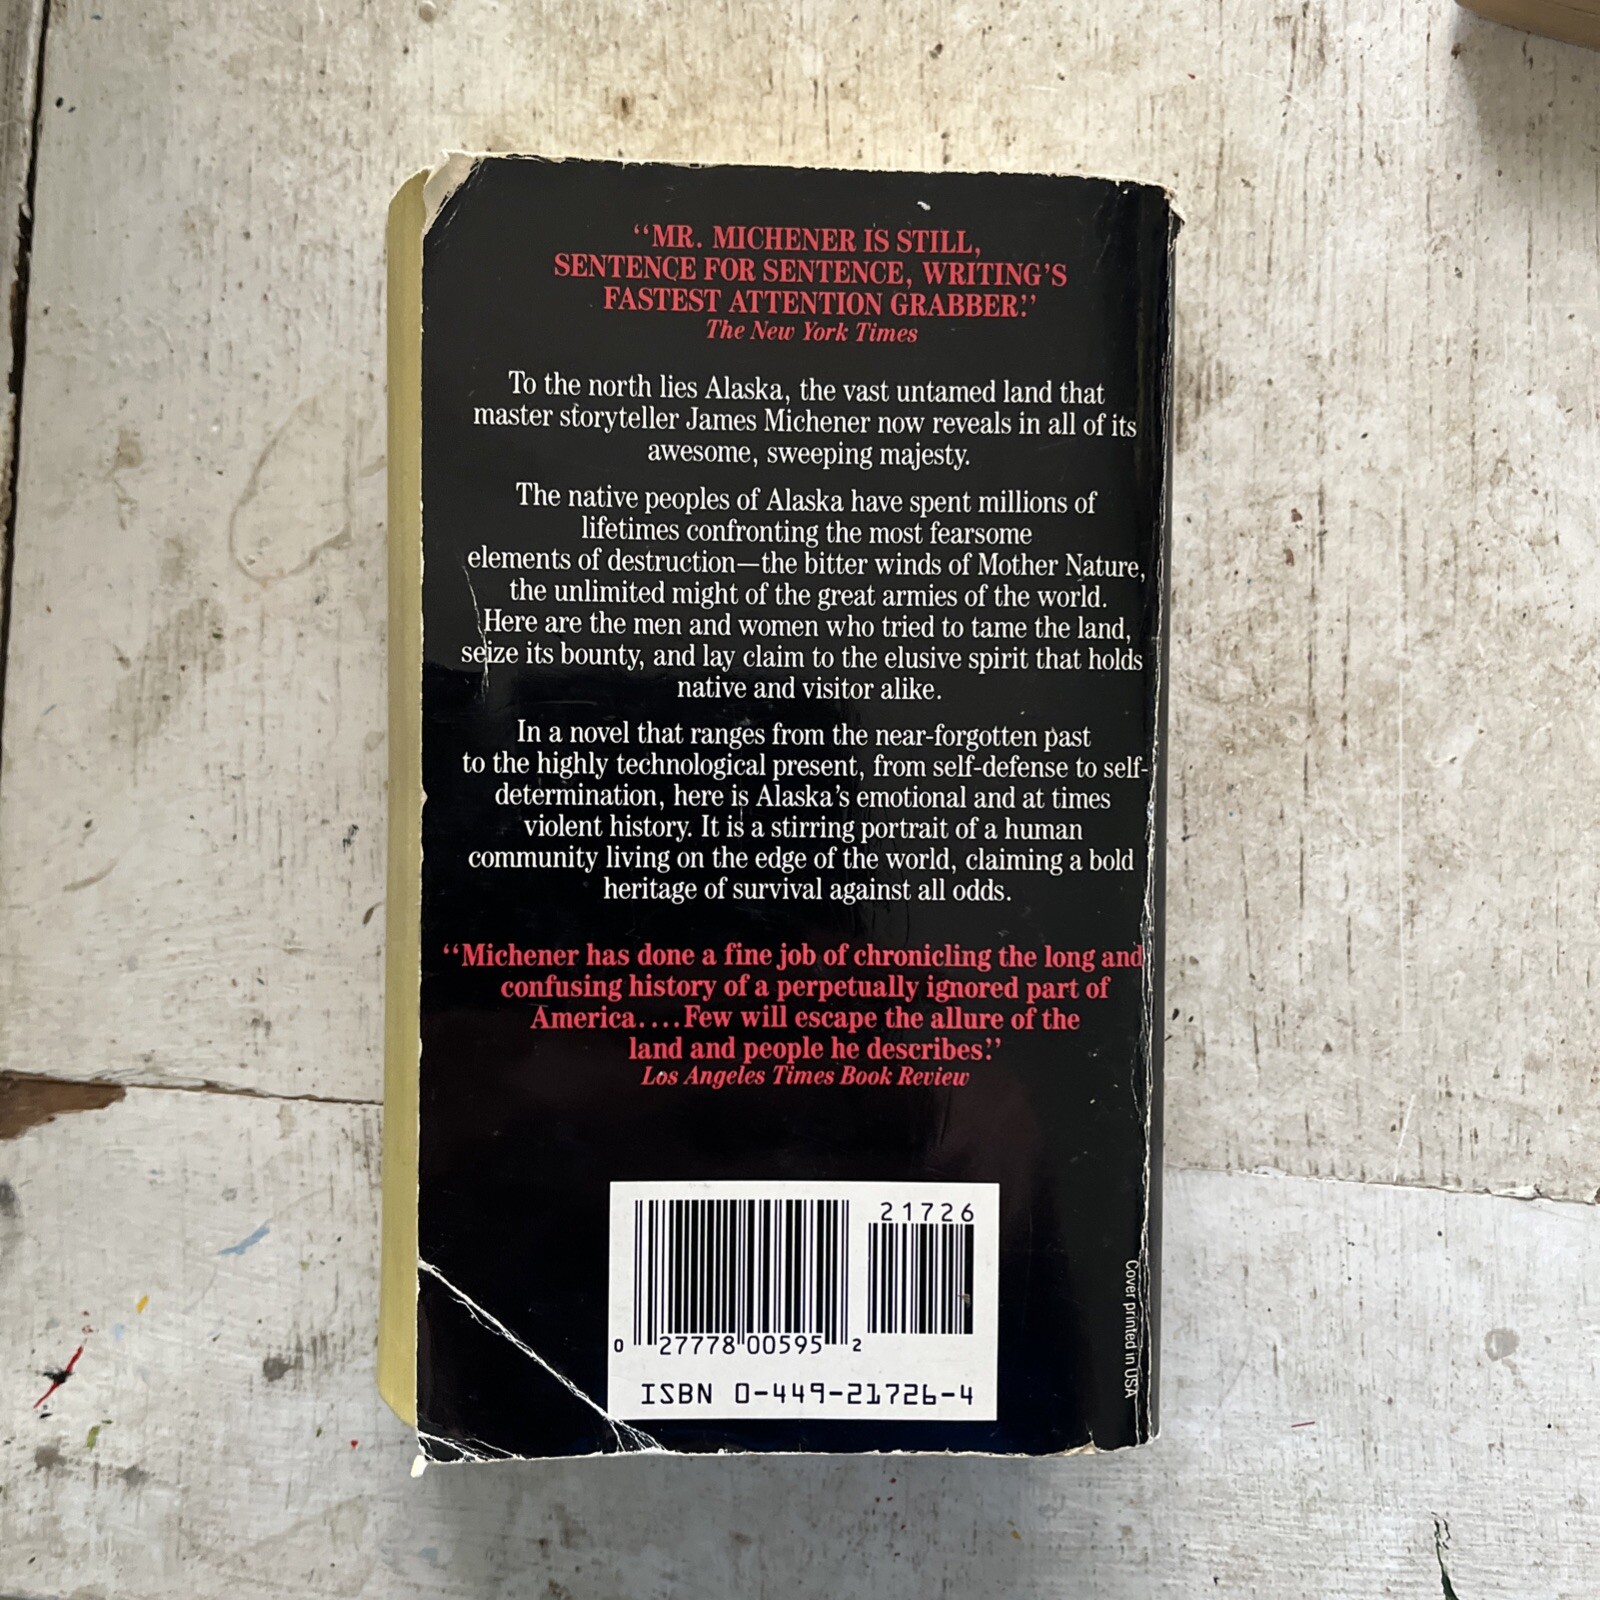 “MR. MICHENER IS STILL,
SENTENCE FOR SENTENCE, WRITING’S
FASTEST ATTENTION GRABBER.”
The New York Times
To the north lies Alaska, the vast untamed land that
master storyteller James Michener now reveals in all of its
awesome, sweeping majesty.
The native peoples of Alaska have spent millions of
lifetimes confronting the most fearsome
elements of destruction—the bitter winds of Mother Nature,
the unlimited might of the great armies of the world.
Here are the men and women who tried to tame the land,
seize its bounty, and lay claim to the elusive spirit that holds
native and visitor alike.
In a novel that ranges from the near-forgotten past
to the highly technological present, from self-defense to self-
determination, here is Alaska’s emotional and at times
violent history. It is a stirring portrait of a human
community living on the edge of the world, claiming a bold
heritage of survival against all odds.
“Michener has done a fine job of chronicling the long and
confusing history of a perpetually ignored part of
America....Few will escape the allure of the
land and people he describes.”
Los Angeles Times Book Review
21726
0 27778 00595 2
ISBN 0-449-21726-4
Cover printed in USA